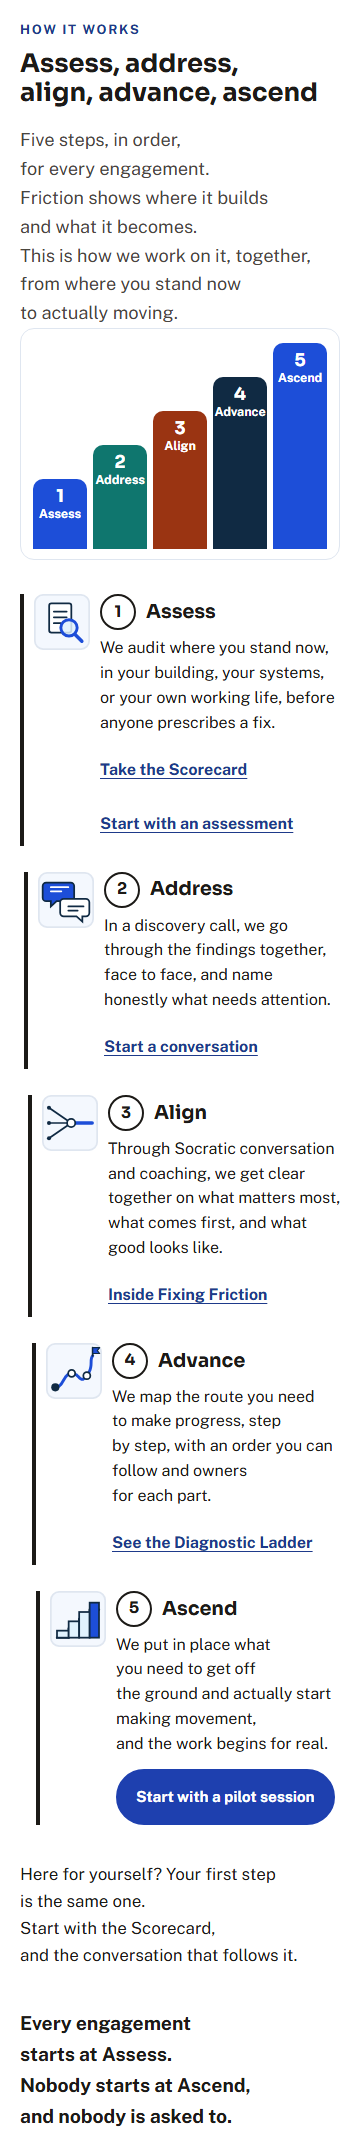 HOW IT WORKS
Assess, address,
align, advance, ascend
Five steps, in order,
for every engagement.
Friction shows where it builds
and what it becomes.
This is how we work on it, together,
from where you stand now
to actually moving.
5
Ascend
4
Advance
3
Align
2
Address
1
Assess
1 Assess
We audit where you stand now,
in your building, your systems,
or your own working life, before
anyone prescribes a fix.
Take the Scorecard
Start with an assessment
2 Address
In a discovery call, we go
through the findings together,
face to face, and name
honestly what needs attention.
Start a conversation
3 Align
Through Socratic conversation
and coaching, we get clear
together on what matters most,
what comes first, and what
good looks like.
Inside Fixing Friction
4 Advance
We map the route you need
to make progress, step
by step, with an order you can
follow and owners
for each part.
See the Diagnostic Ladder
5 Ascend
We put in place what
you need to get off
the ground and actually start
making movement,
and the work begins for real.
Start with a pilot session
Here for yourself? Your first step
is the same one.
Start with the Scorecard,
and the conversation that follows it.
Every engagement
starts at Assess.
Nobody starts at Ascend,
and nobody is asked to.